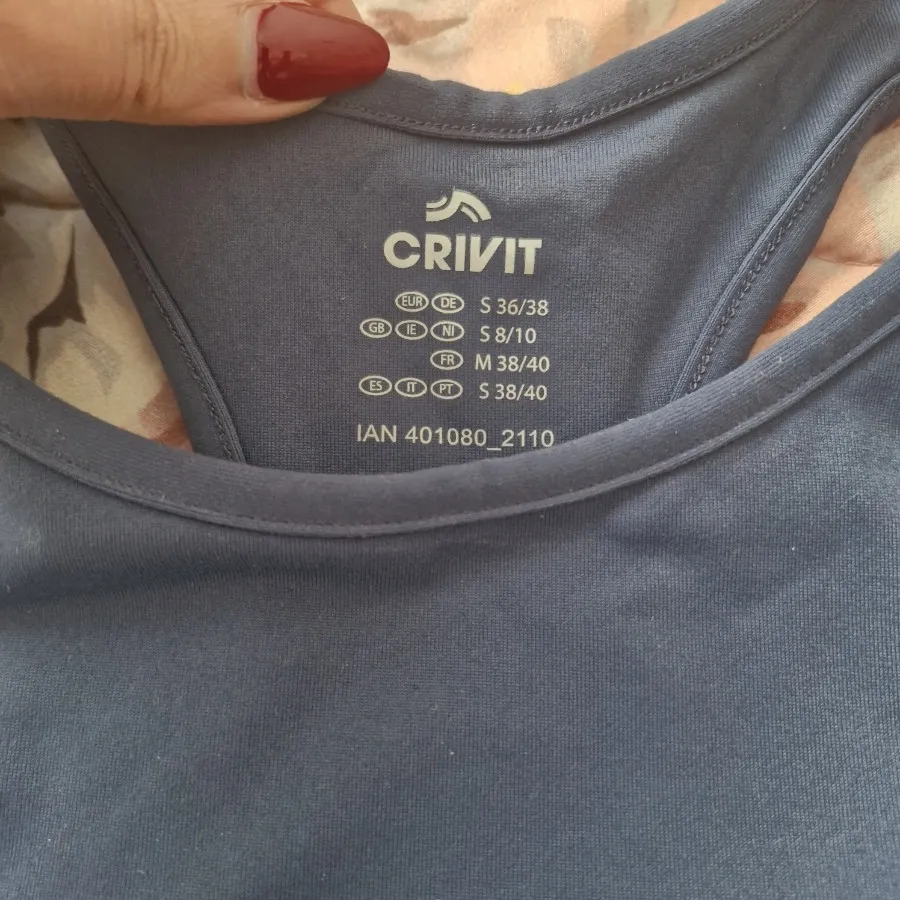 CRIVIT
EUR DE S 36/38
GB IE NI S 8/10
FR M 38/40
ES IT PT S 38/40
IAN 401080_2110